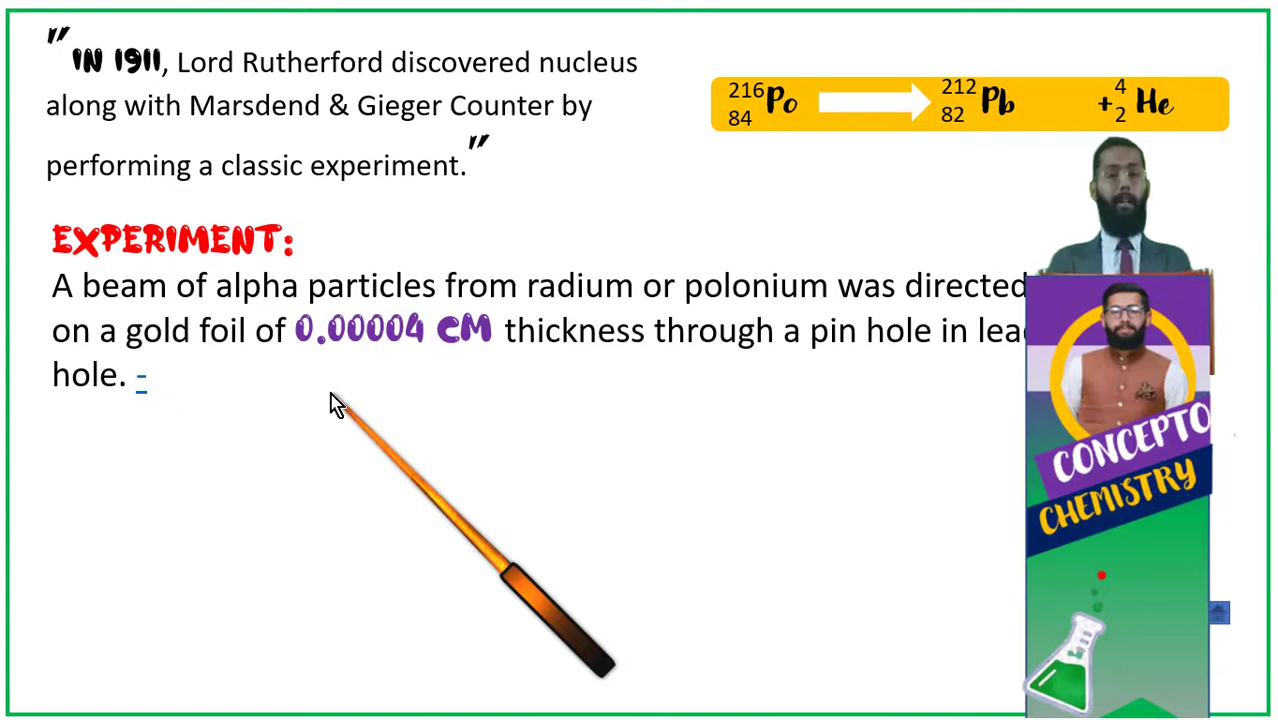 "IN 1911, Lord Rutherford discovered nucleus
along with Marsdend & Gieger Counter by
performing a classic experiment."
216 84 Po 212 82 Pb + 4 2 He
EXPERIMENT:
A beam of alpha particles from radium or polonium was directed
on a gold foil of 0.00004 CM thickness through a pin hole in
hole. -
CONCEPTO
CHEMISTRY